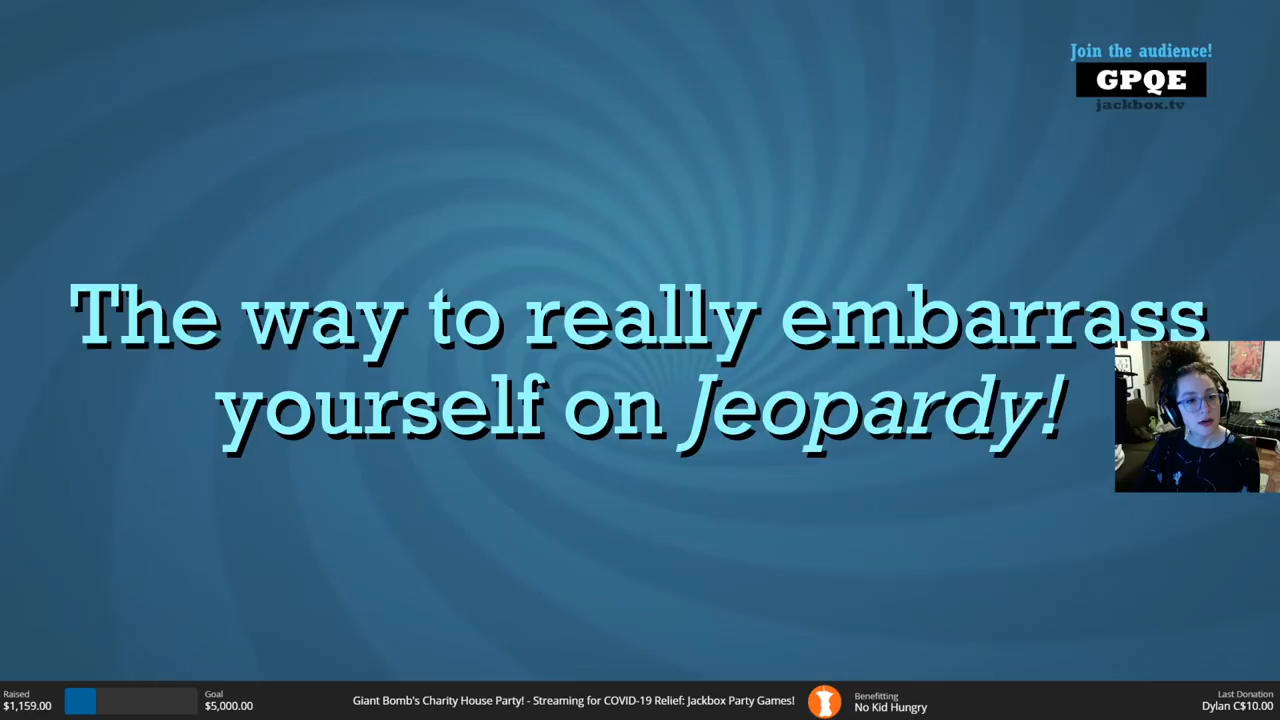 Join the audience!
GPQE
jackbox.tv
The way to really embarrass
yourself on Jeopardy!
Raised
$1,159.00
Goal
$5,000.00
Giant Bomb's Charity House Party! - Streaming for COVID-19 Relief: Jackbox Party Games!
Benefitting
No Kid Hungry
Last Donation
Dylan C$10.00